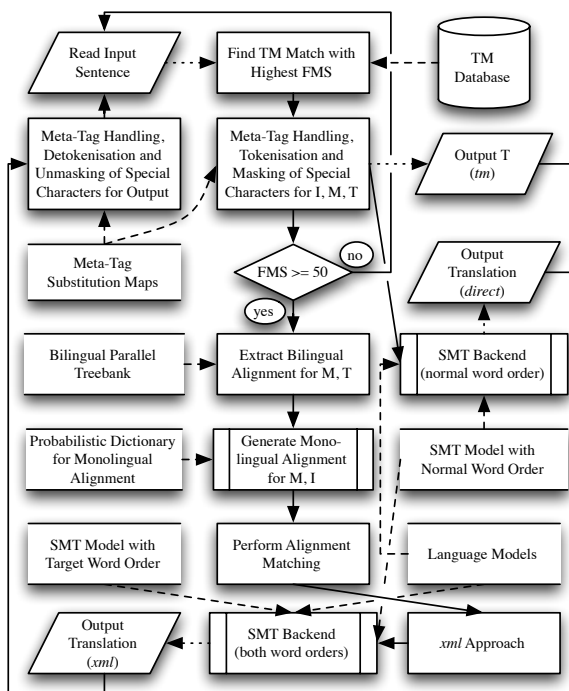 Read Input
Sentence
Find TM Match with
Highest FMS
TM
Database
Meta-Tag Handling,
Detokenisation and
Unmasking of Special
Characters for Output
Meta-Tag Handling,
Tokenisation and
Masking of Special
Characters for I, M, T
Output T
(tm)
Meta-Tag
Substitution Maps
FMS >= 50
no
yes
Output
Translation
(direct)
Bilingual Parallel
Treebank
Extract Bilingual
Alignment for M, T
SMT Backend
(normal word order)
Probabilistic Dictionary
for Monolingual
Alignment
Generate Mono-
lingual Alignment
for M, I
SMT Model with
Normal Word Order
SMT Model with
Target Word Order
Perform Alignment
Matching
Language Models
Output
Translation
(xml)
SMT Backend
(both word orders)
xml Approach